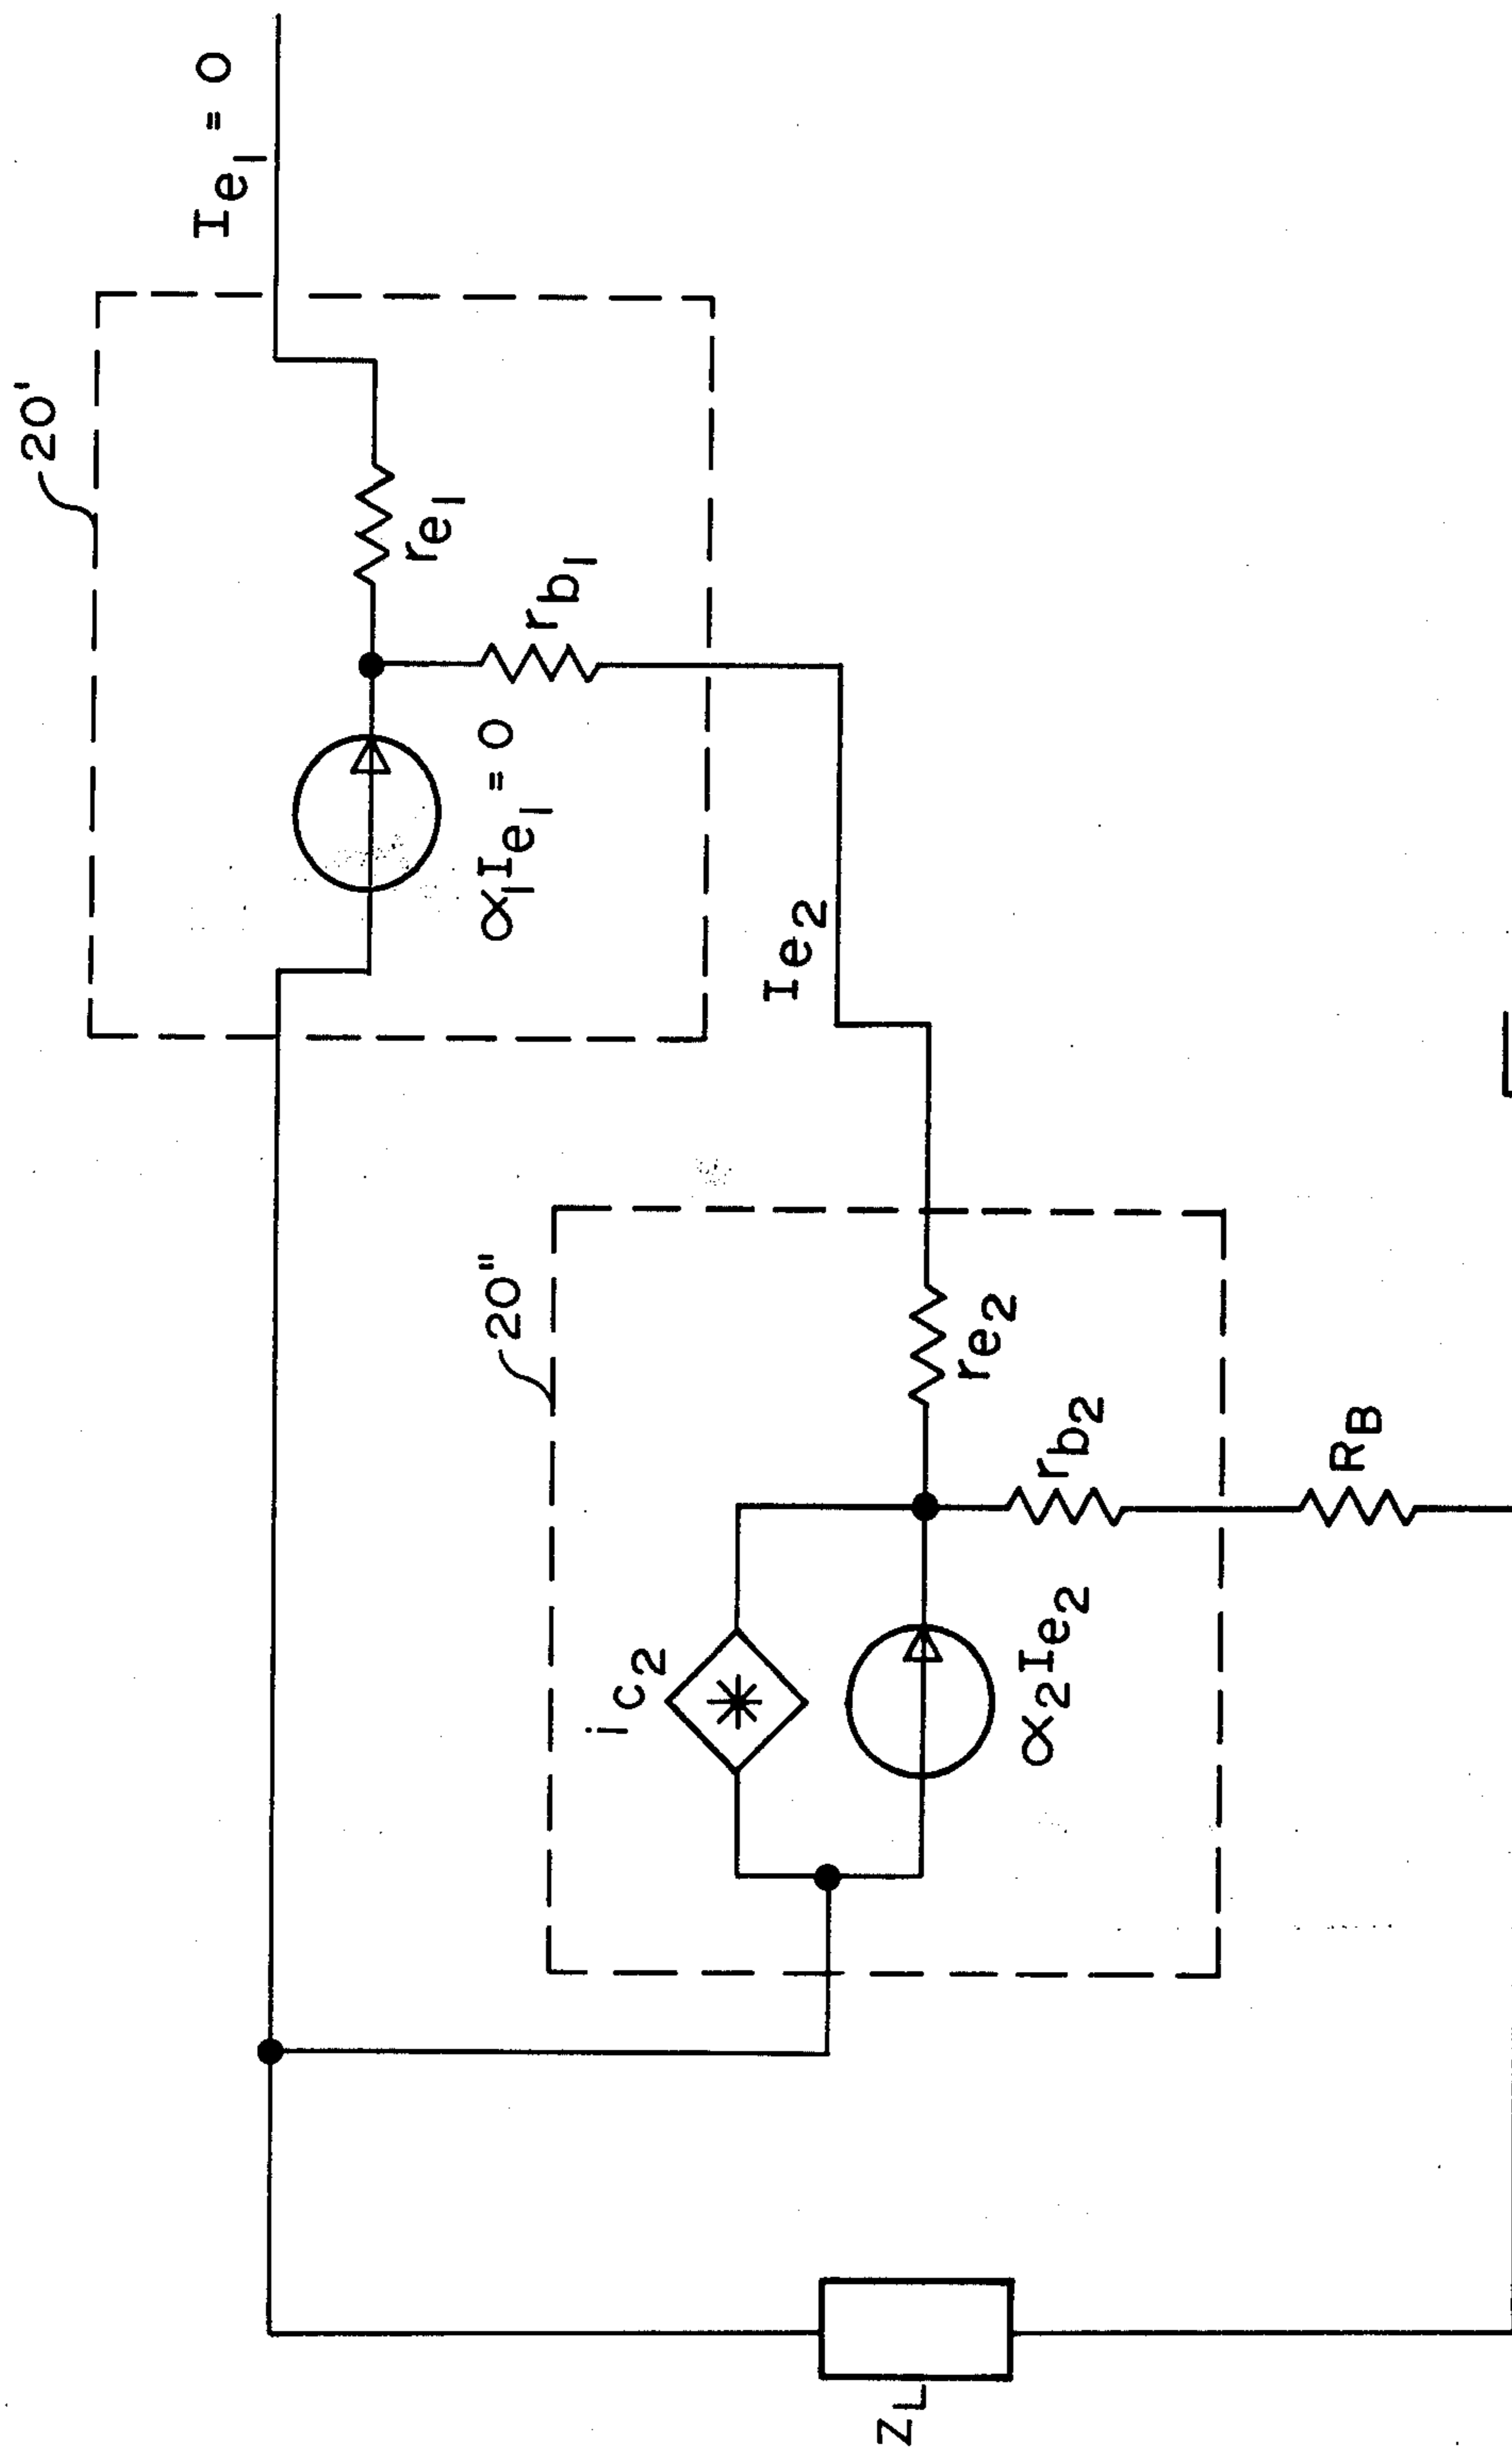 Ie₁ = 0
20'
re₁
rb₁
α₁Ie₁ = 0
Ie₂
20"
re₂
rb₂
RB
ic₂
α₂Ie₂
ZL